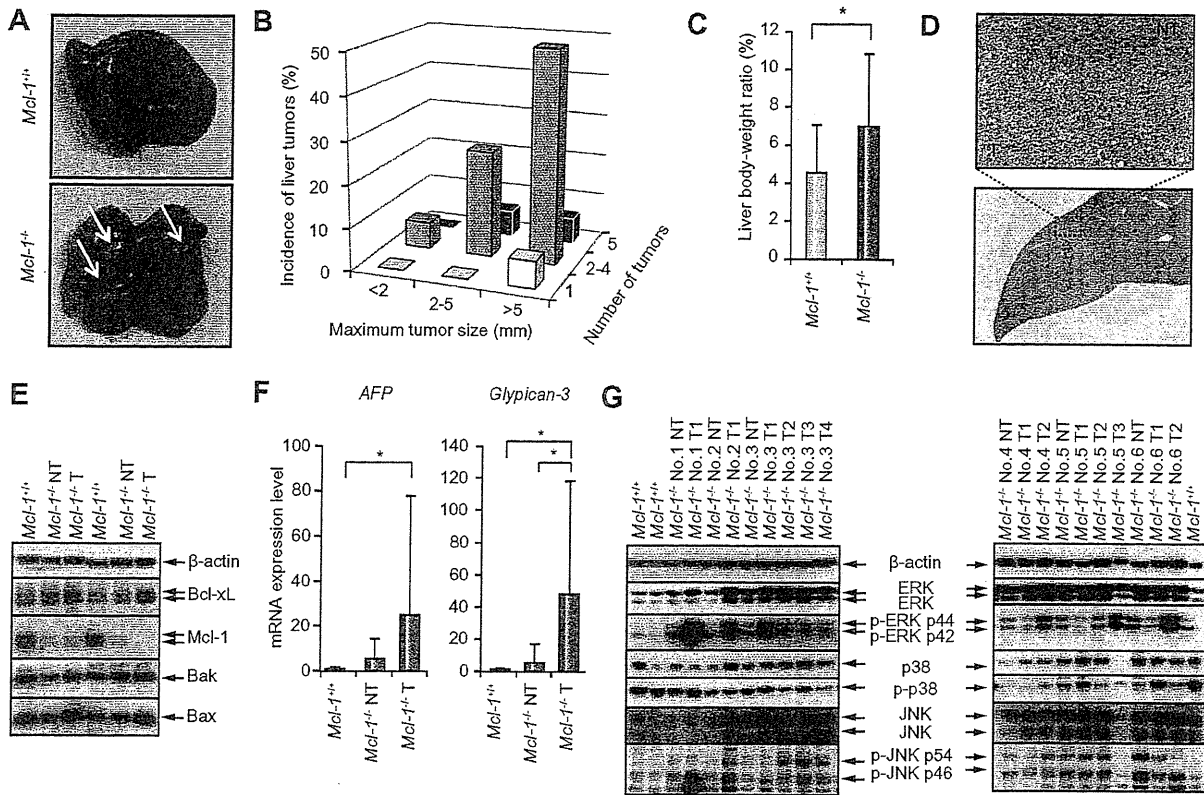 A
Mcl-1+/+
Mcl-1-/-
B
Incidence of liver tumors (%)
50
40
30
20
10
0
<2
2-5
>5
Maximum tumor size (mm)
1
2-4
5
Number of tumors
C
Liver body-weight ratio (%)
12
10
8
6
4
2
0
*
Mcl-1+/+
Mcl-1-/-
D
NT
E
Mcl-1+/+
Mcl-1-/- NT
Mcl-1-/- T
Mcl-1+/+
Mcl-1-/- NT
Mcl-1-/- T
β-actin
Bcl-xL
Mcl-1
Bak
Bax
F
AFP
mRNA expression level
100
80
60
40
20
0
*
Mcl-1+/+
Mcl-1-/- NT
Mcl-1-/- T
Glypican-3
140
120
100
80
60
40
20
0
*
*
Mcl-1+/+
Mcl-1-/- NT
Mcl-1-/- T
G
Mcl-1+/+
Mcl-1+/+
Mcl-1-/- No.1 NT
Mcl-1-/- No.1 T1
Mcl-1-/- No.2 NT
Mcl-1-/- No.2 T1
Mcl-1-/- No.3 NT
Mcl-1-/- No.3 T1
Mcl-1-/- No.3 T2
Mcl-1-/- No.3 T3
Mcl-1-/- No.3 T4
β-actin
ERK
ERK
p-ERK p44
p-ERK p42
p38
p-p38
JNK
JNK
p-JNK p54
p-JNK p46
Mcl-1-/- No.4 NT
Mcl-1-/- No.4 T1
Mcl-1-/- No.4 T2
Mcl-1-/- No.5 NT
Mcl-1-/- No.5 T1
Mcl-1-/- No.5 T2
Mcl-1-/- No.5 T3
Mcl-1-/- No.6 NT
Mcl-1-/- No.6 T1
Mcl-1-/- No.6 T2
Mcl-1+/+